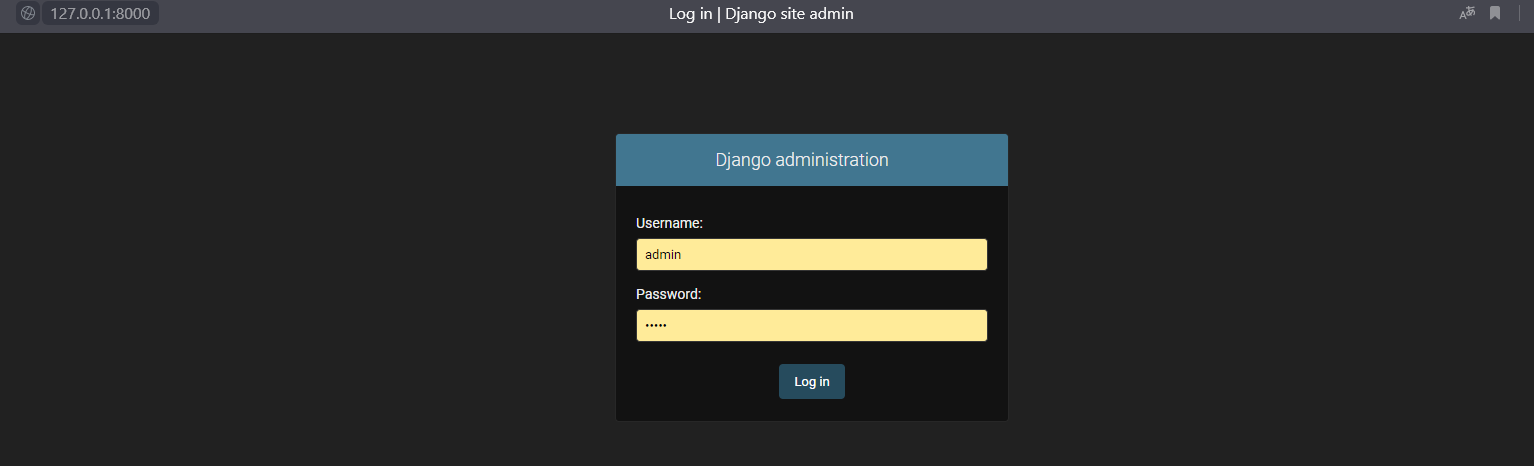 127.0.0.1:8000
Log in | Django site admin
Django administration
Username:
admin
Password:
•••••
Log in